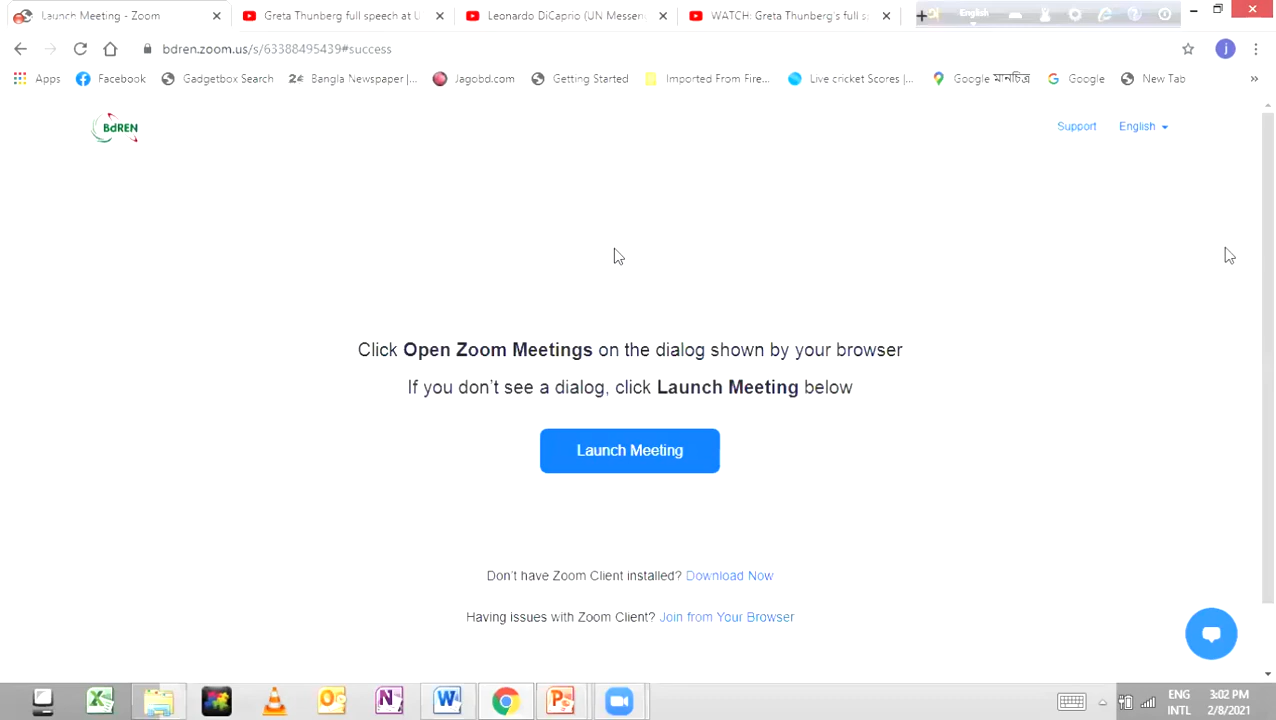 Launch Meeting - Zoom
Greta Thunberg full speech at U
Leonardo DiCaprio (UN Messen
WATCH: Greta Thunberg's full s
English
bdren.zoom.us/s/63388495439#success
j
Apps
Facebook
Gadgetbox Search
Bangla Newspaper |...
Jagobd.com
Getting Started
Imported From Fire...
Live cricket Scores |...
Google মানচিত্র
Google
New Tab
»
BdREN
Support
English
Click Open Zoom Meetings on the dialog shown by your browser
If you don't see a dialog, click Launch Meeting below
Launch Meeting
Don't have Zoom Client installed? Download Now
Having issues with Zoom Client? Join from Your Browser
ENG
INTL
3:02 PM
2/8/2021